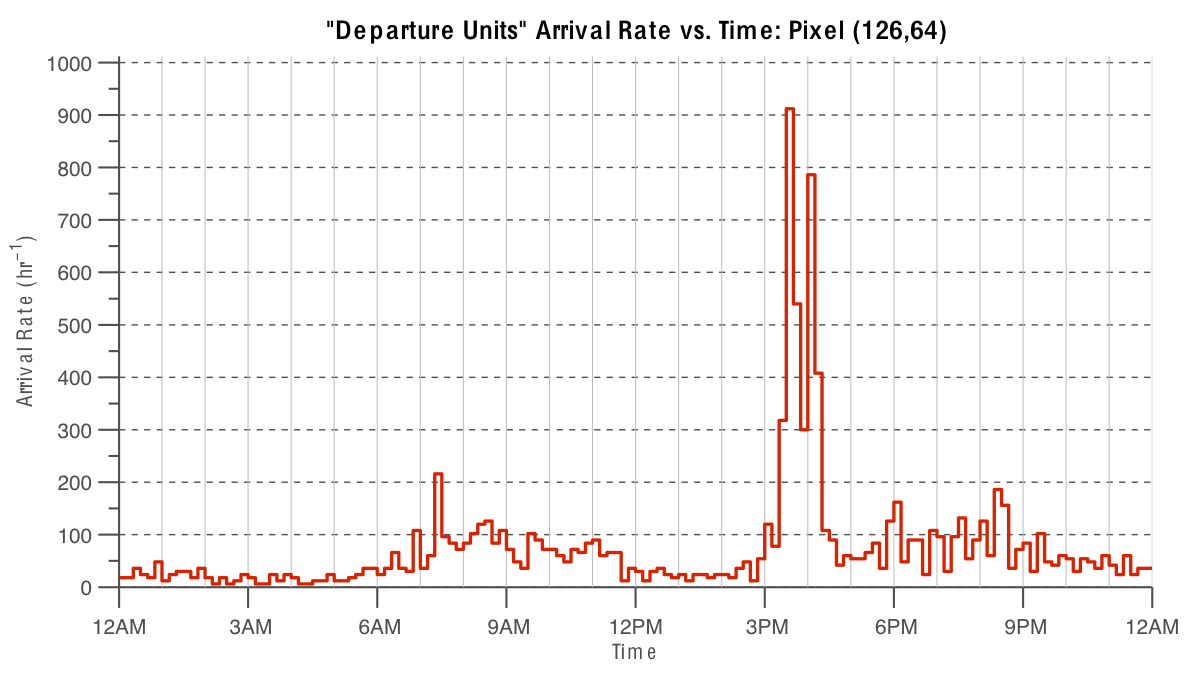 "Departure Units" Arrival Rate vs. Time: Pixel (126,64)
1000
900
800
700
600
500
400
300
200
100
0
Arrival Rate (hr⁻¹)
12AM 3AM 6AM 9AM 12PM 3PM 6PM 9PM 12AM
Time